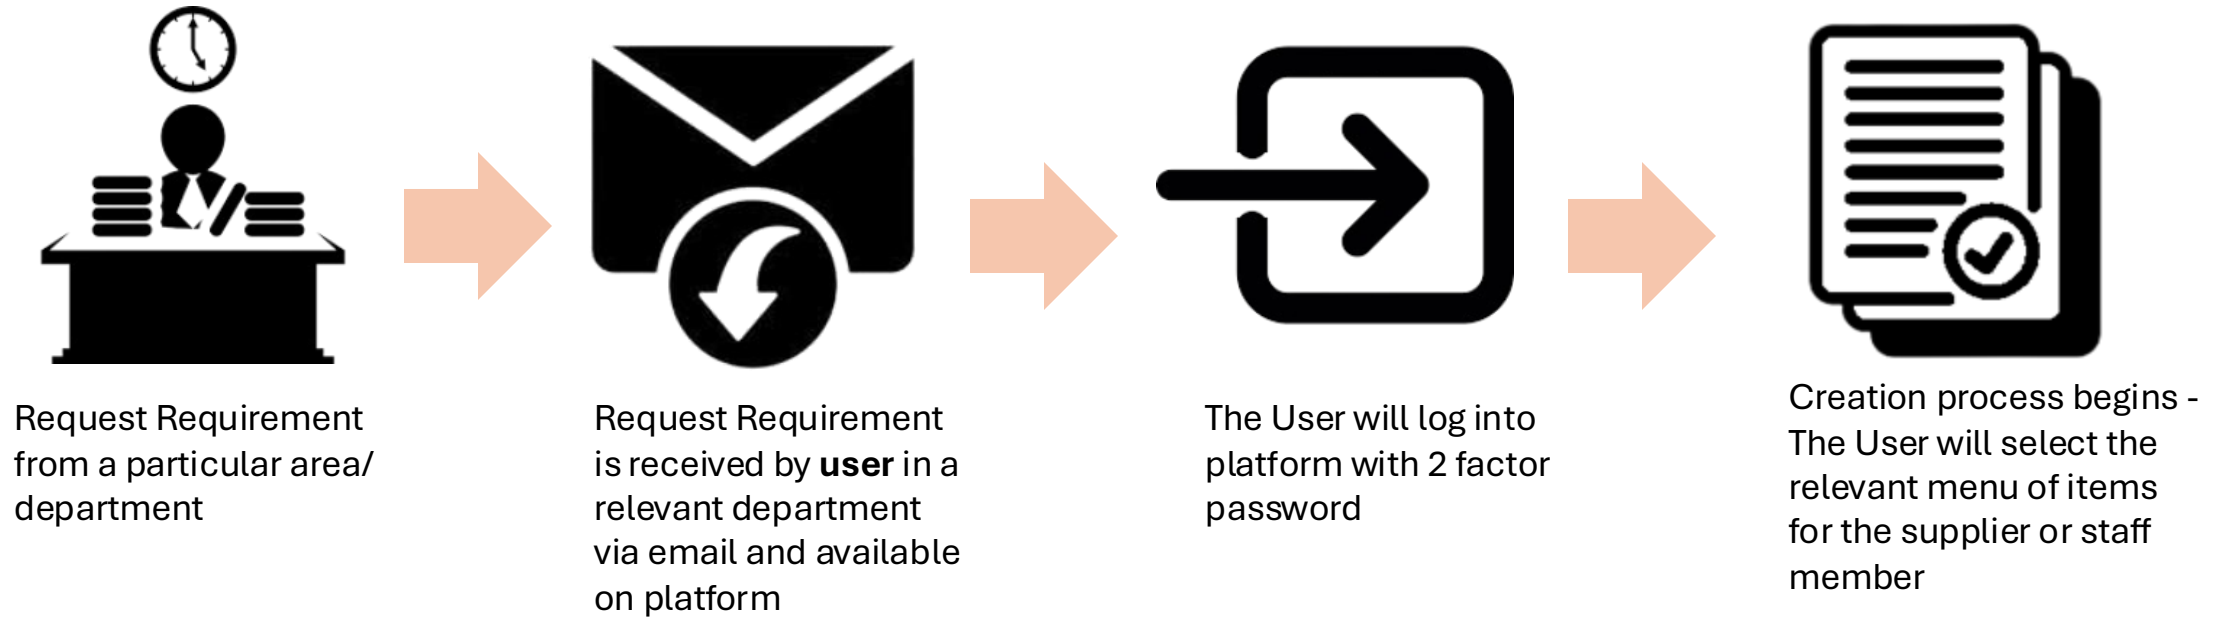 Request Requirement
from a particular area/
department
Request Requirement
is received by user in a
relevant department
via email and available
on platform
The User will log into
platform with 2 factor
password
Creation process begins -
The User will select the
relevant menu of items
for the supplier or staff
member